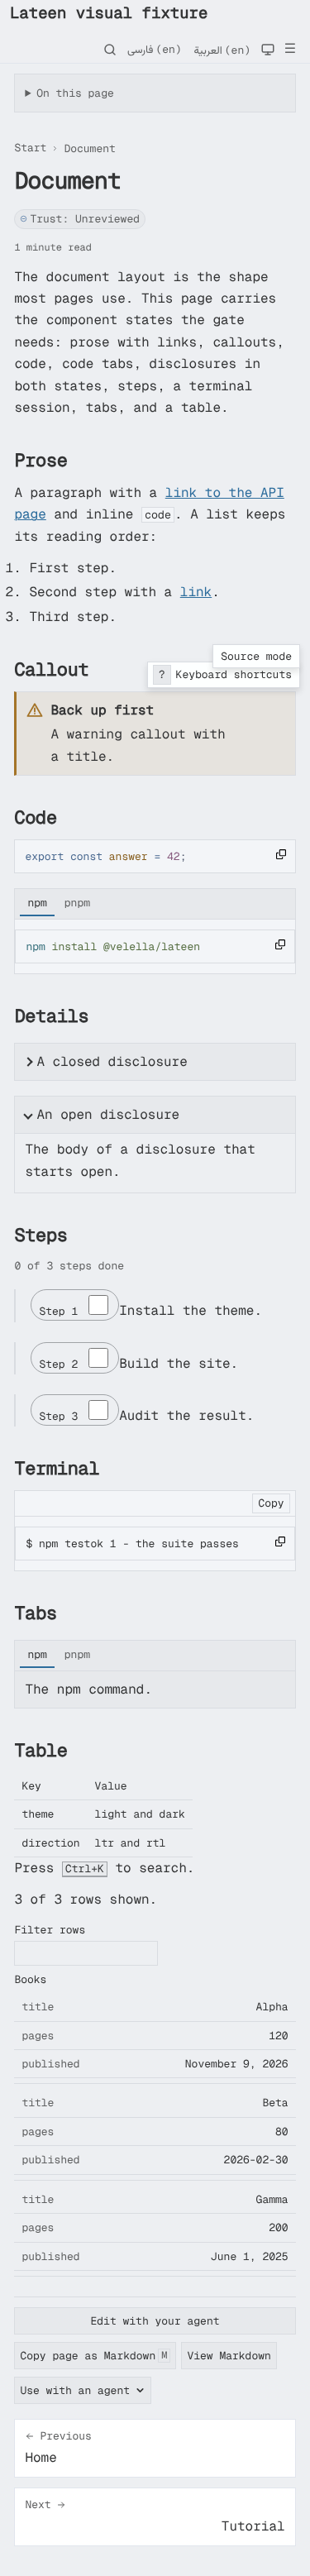 Lateen visual fixture
فارسی (en) العربية (en)
On this page
Start › Document
Document
Trust: Unreviewed
1 minute read
The document layout is the shape
most pages use. This page carries
the component states the gate
needs: prose with links, callouts,
code, code tabs, disclosures in
both states, steps, a terminal
session, tabs, and a table.
Prose
A paragraph with a link to the API
page and inline code. A list keeps
its reading order:
1. First step.
2. Second step with a link.
3. Third step.
Source mode
Callout
? Keyboard shortcuts
Back up first
A warning callout with
a title.
Code
export const answer = 42;
npm pnpm
npm install @velella/lateen
Details
A closed disclosure
An open disclosure
The body of a disclosure that
starts open.
Steps
0 of 3 steps done
Step 1 Install the theme.
Step 2 Build the site.
Step 3 Audit the result.
Terminal
Copy
$ npm testok 1 - the suite passes
Tabs
npm pnpm
The npm command.
Table
Key Value
theme light and dark
direction ltr and rtl
Press Ctrl+K to search.
3 of 3 rows shown.
Filter rows
Books
title Alpha
pages 120
published November 9, 2026
title Beta
pages 80
published 2026-02-30
title Gamma
pages 200
published June 1, 2025
Edit with your agent
Copy page as Markdown M View Markdown
Use with an agent
← Previous
Home
Next →
Tutorial